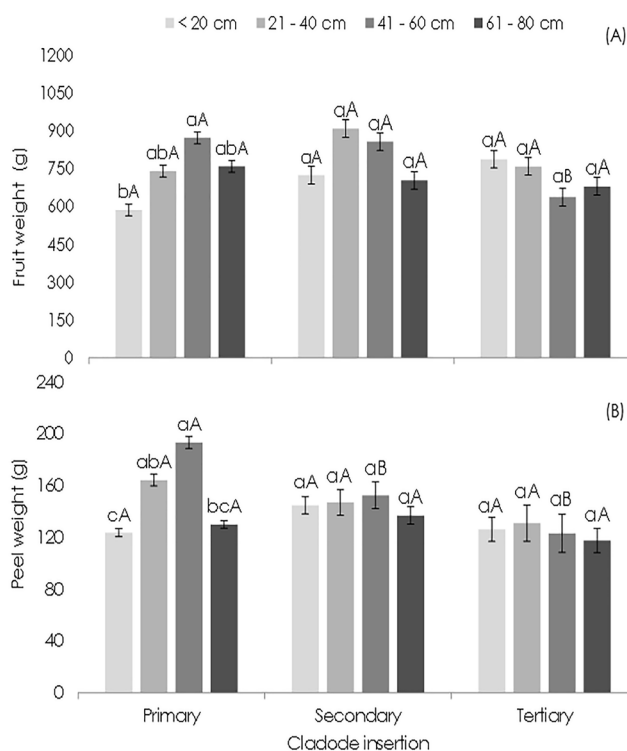 < 20 cm 21 - 40 cm 41 - 60 cm 61 - 80 cm
(A)
Fruit weight (g)
1200
1050
900
750
600
450
300
150
0
bA abA aA abA
aA aA aA aA
aA aA aB aA
(B)
Peel weight (g)
240
200
160
120
80
40
0
cA abA aA bcA
aA aA aB aA
aA aA aB aA
Primary Secondary Tertiary
Cladode insertion